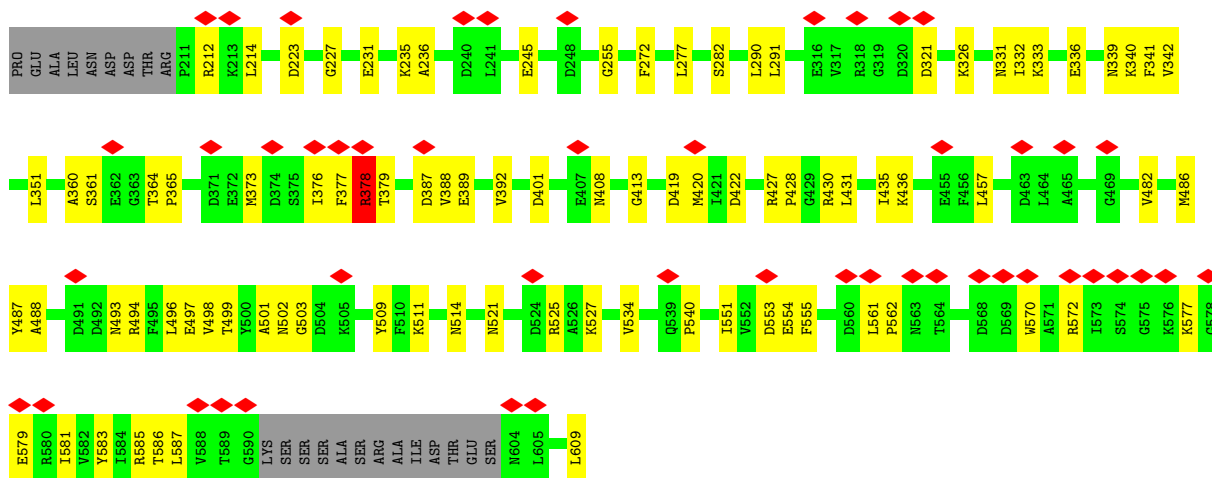 PRO GLU ALA LEU ASN ASP ASP THR ARG P211 R212 K213 L214 D223 G227 E231 K235 A236 D240 L241 E245 D248 G255 F272 L277 S282 L290 L291 E316 V317 R318 G319 D320 D321 K326 N331 I332 K333 E336 N339 K340 F341 V342
L351 A360 S361 E362 G363 T364 P365 D371 E372 M373 D374 S375 I376 F377 R378 T379 D387 V388 E389 V392 D401 E407 N408 G413 D419 M420 I421 D422 R427 P428 G429 R430 L431 I435 K436 E455 F456 L457 D463 L464 A465 G469 V482 M486
Y487 A488 D491 D492 N493 R494 F495 L496 E497 V498 T499 Y500 A501 N502 G503 D504 K505 Y509 F510 K511 N514 N521 D524 R525 A526 K527 V534 Q539 P540 I551 V552 D553 E554 F555 D560 L561 P562 N563 T564 D568 D569 W570 A571 R572 I573 S574 G575 K576 K577 G578
E579 R580 I581 V582 Y583 I584 R585 T586 L587 V588 T589 G590 LYS SER SER SER ALA SER ARG ALA ILE ASP THR GLU SER N604 L605 L609